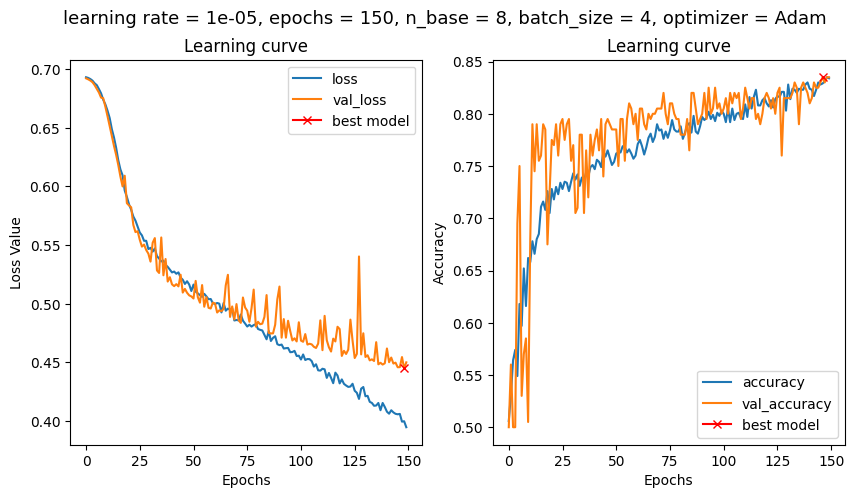 learning rate = 1e-05, epochs = 150, n_base = 8, batch_size = 4, optimizer = Adam
Learning curve
Loss Value
0.70
0.65
0.60
0.55
0.50
0.45
0.40
loss
val_loss
best model
0 25 50 75 100 125 150
Epochs
Learning curve
Accuracy
0.85
0.80
0.75
0.70
0.65
0.60
0.55
0.50
accuracy
val_accuracy
best model
0 25 50 75 100 125 150
Epochs